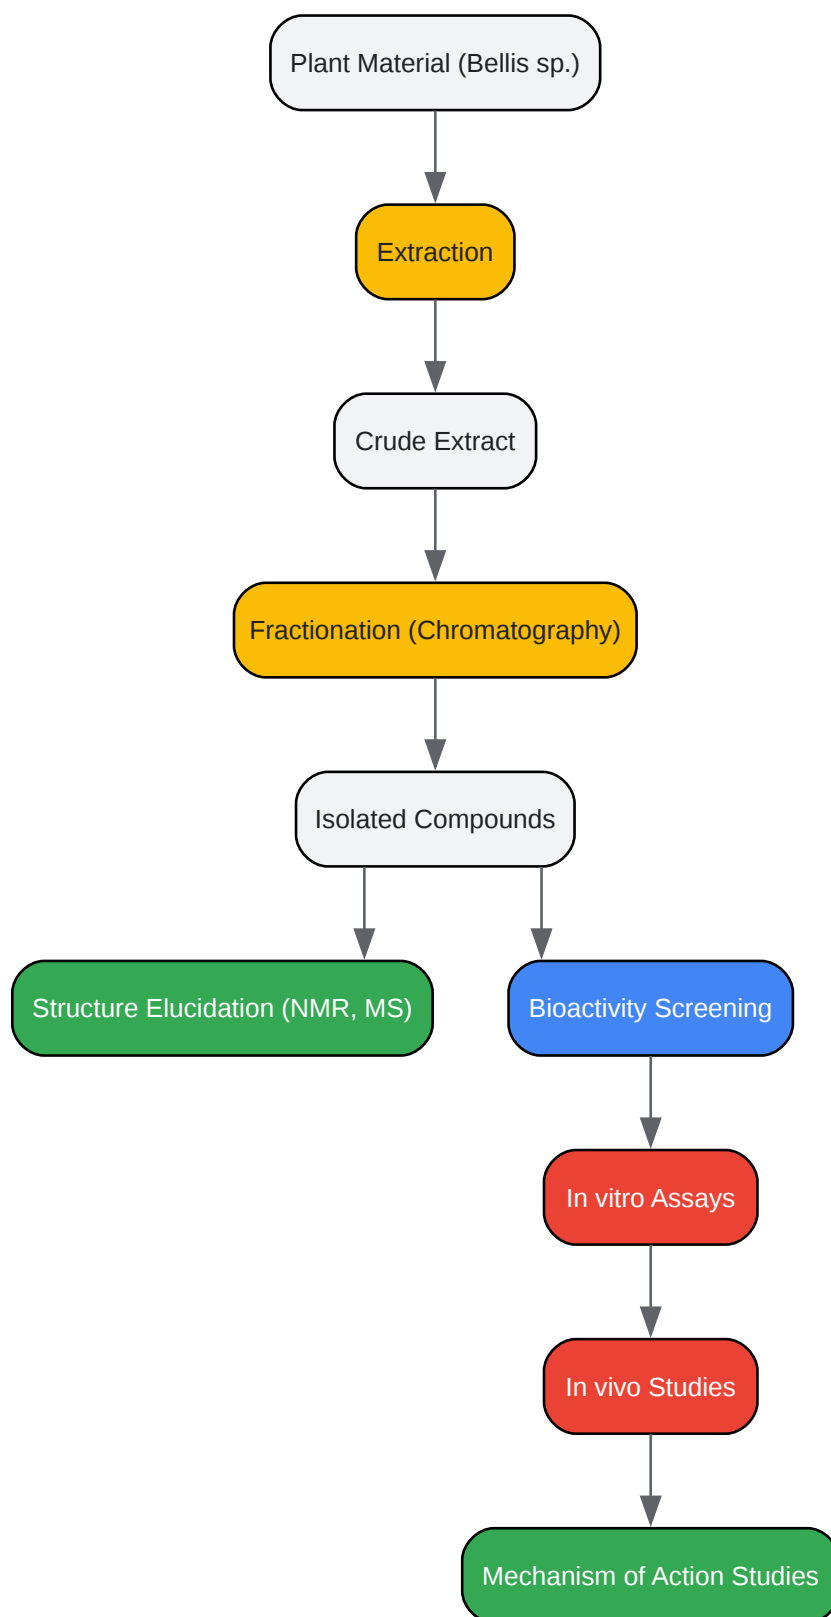 Plant Material (Bellis sp.)
Extraction
Crude Extract
Fractionation (Chromatography)
Isolated Compounds
Structure Elucidation (NMR, MS)
Bioactivity Screening
In vitro Assays
In vivo Studies
Mechanism of Action Studies